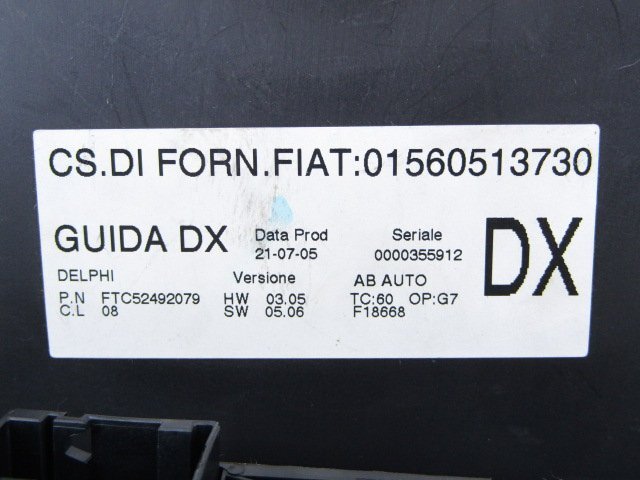 CS.DI FORN.FIAT:01560513730
GUIDA DX Data Prod Seriale DX
21-07-05 0000355912
DELPHI Versione AB AUTO
P.N FTC52492079 HW 03.05 TC:60 OP:G7
C.L 08 SW 05.06 F18668